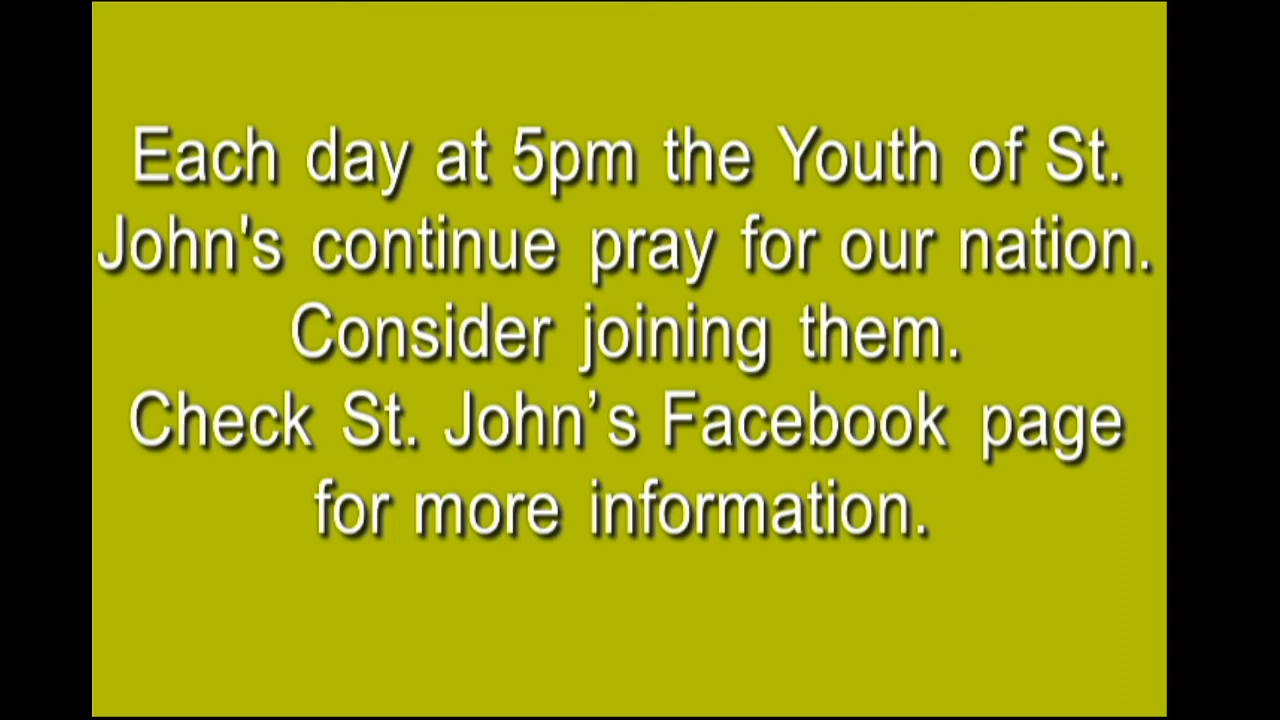 Each day at 5pm the Youth of St.
John's continue pray for our nation.
Consider joining them.
Check St. John’s Facebook page
for more information.